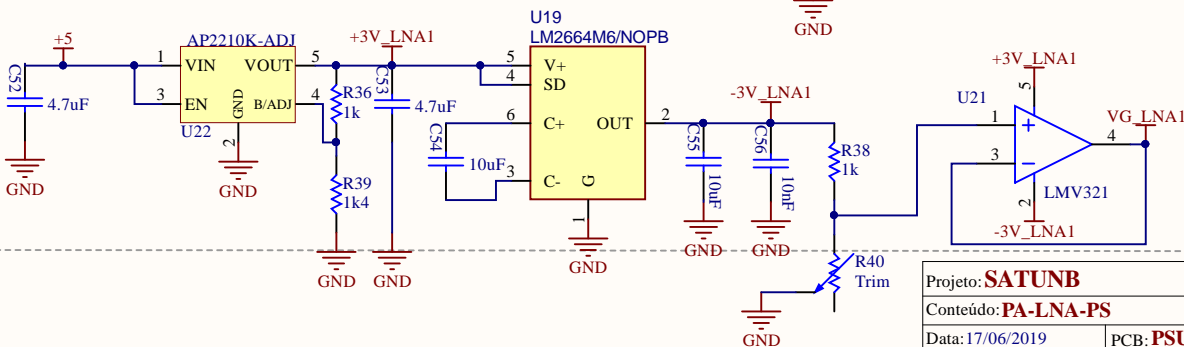 GND
U19
LM2664M6/NOPB
+5
AP2210K-ADJ
+3V_LNA1
C52
4.7uF
1
VIN
VOUT
5
3
EN
GND
B/ADJ
4
U22
2
GND
R36
1k
R39
1k4
GND
C53
4.7uF
GND
5
V+
4
SD
6
C+
OUT
2
3
C-
G
1
GND
C54
10uF
-3V_LNA1
C55
10uF
GND
C56
10nF
GND
R38
1k
R40
Trim
GND
+3V_LNA1
U21
5
1
+
3
−
4
VG_LNA1
LMV321
2
-3V_LNA1
Projeto: SATUNB
Conteúdo: PA-LNA-PS
Data: 17/06/2019
PCB: PSU